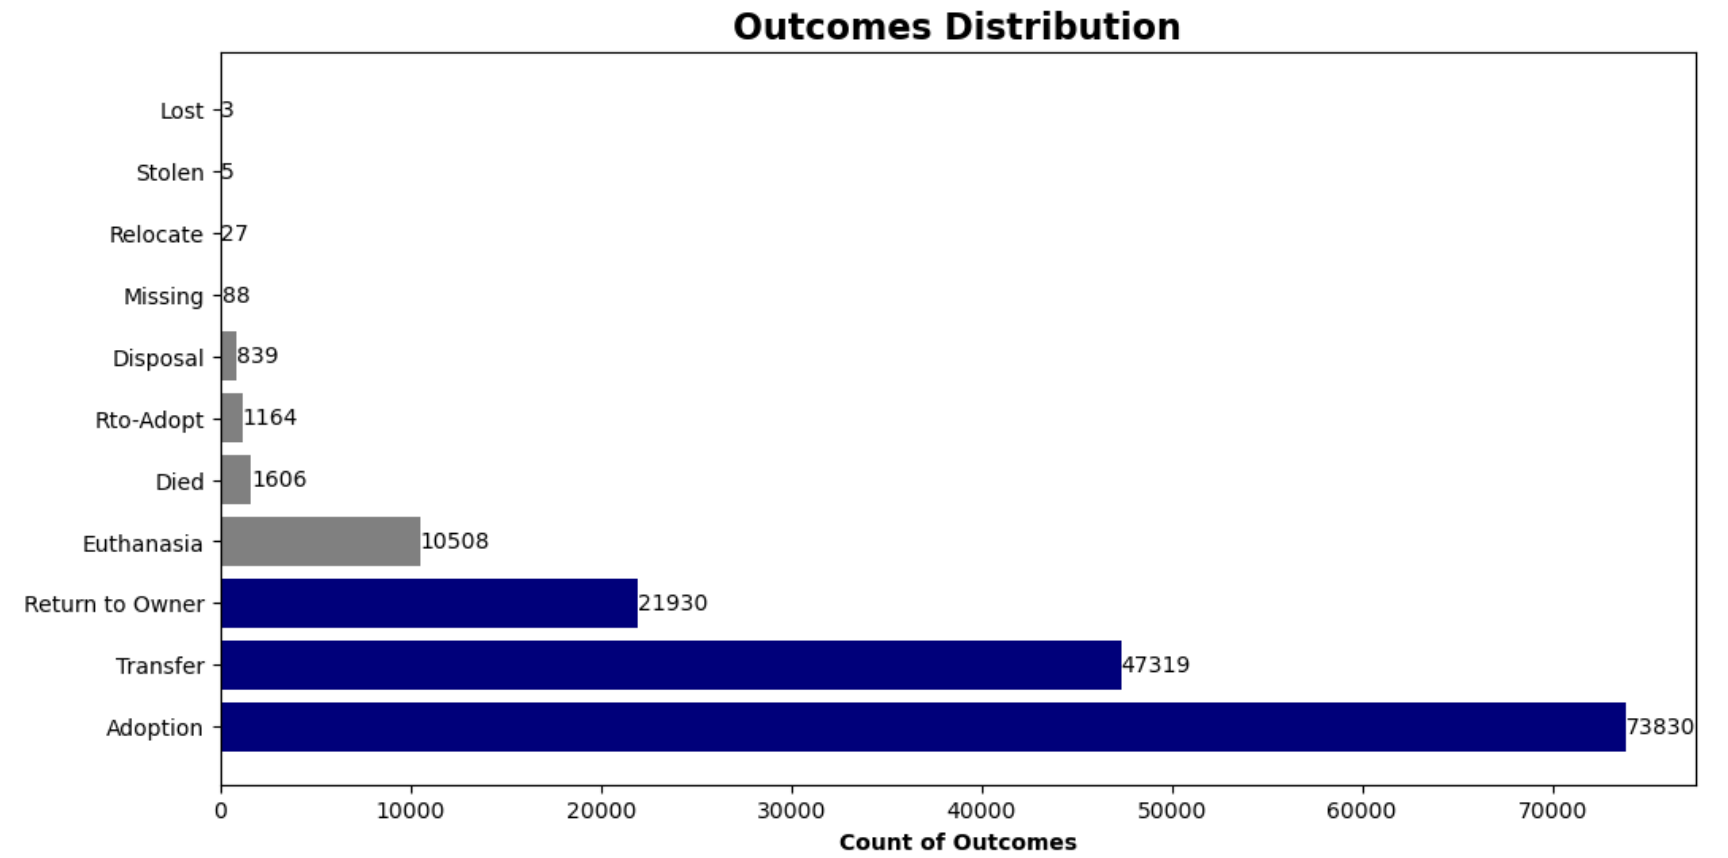 Outcomes Distribution
Lost 3
Stolen 5
Relocate 27
Missing 88
Disposal 839
Rto-Adopt 1164
Died 1606
Euthanasia 10508
Return to Owner 21930
Transfer 47319
Adoption 73830
0 10000 20000 30000 40000 50000 60000 70000
Count of Outcomes